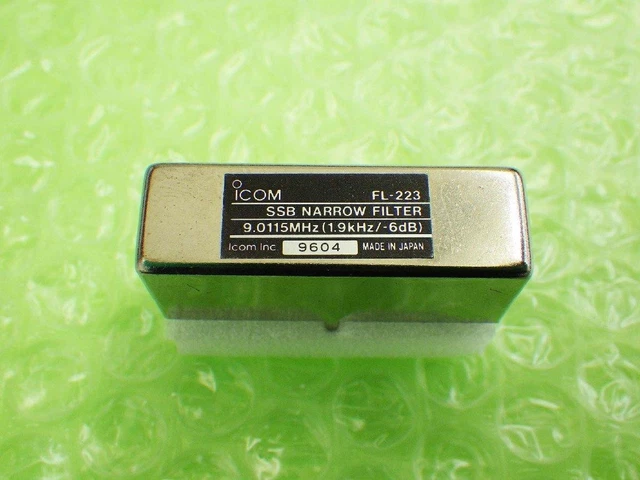 ICOM FL-223
SSB NARROW FILTER
9.0115MHz(1.9kHz/-6dB)
Icom Inc. 9604 MADE IN JAPAN